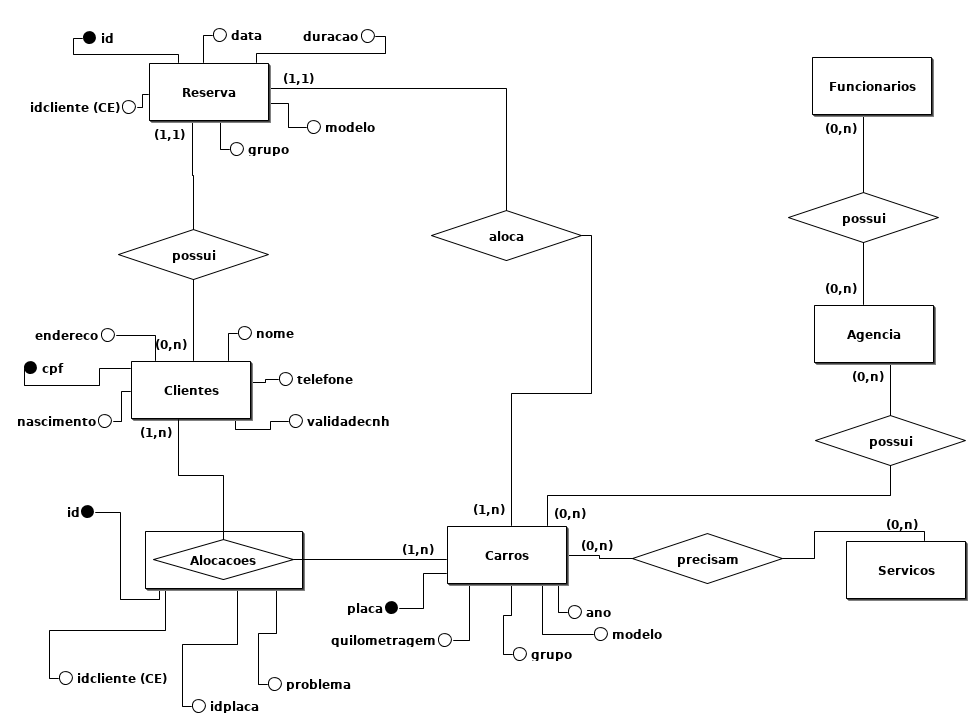 id
data
duracao
Reserva
(1,1)
idcliente (CE)
modelo
(1,1)
grupo
Funcionarios
(0,n)
possui
aloca
possui
(0,n)
Agencia
(0,n)
endereco
(0,n)
nome
cpf
Clientes
telefone
nascimento
validadecnh
(1,n)
possui
id
(1,n)
(0,n)
(0,n)
Alocacoes
(1,n)
Carros
(0,n)
precisam
Servicos
placa
ano
quilometragem
modelo
grupo
idcliente (CE)
problema
idplaca